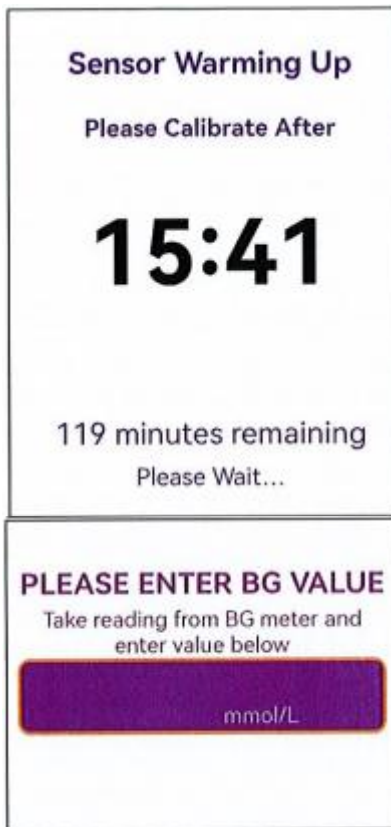 Sensor Warming Up
Please Calibrate After
15:41
119 minutes remaining
Please Wait...
PLEASE ENTER BG VALUE
Take reading from BG meter and
enter value below
mmol/L